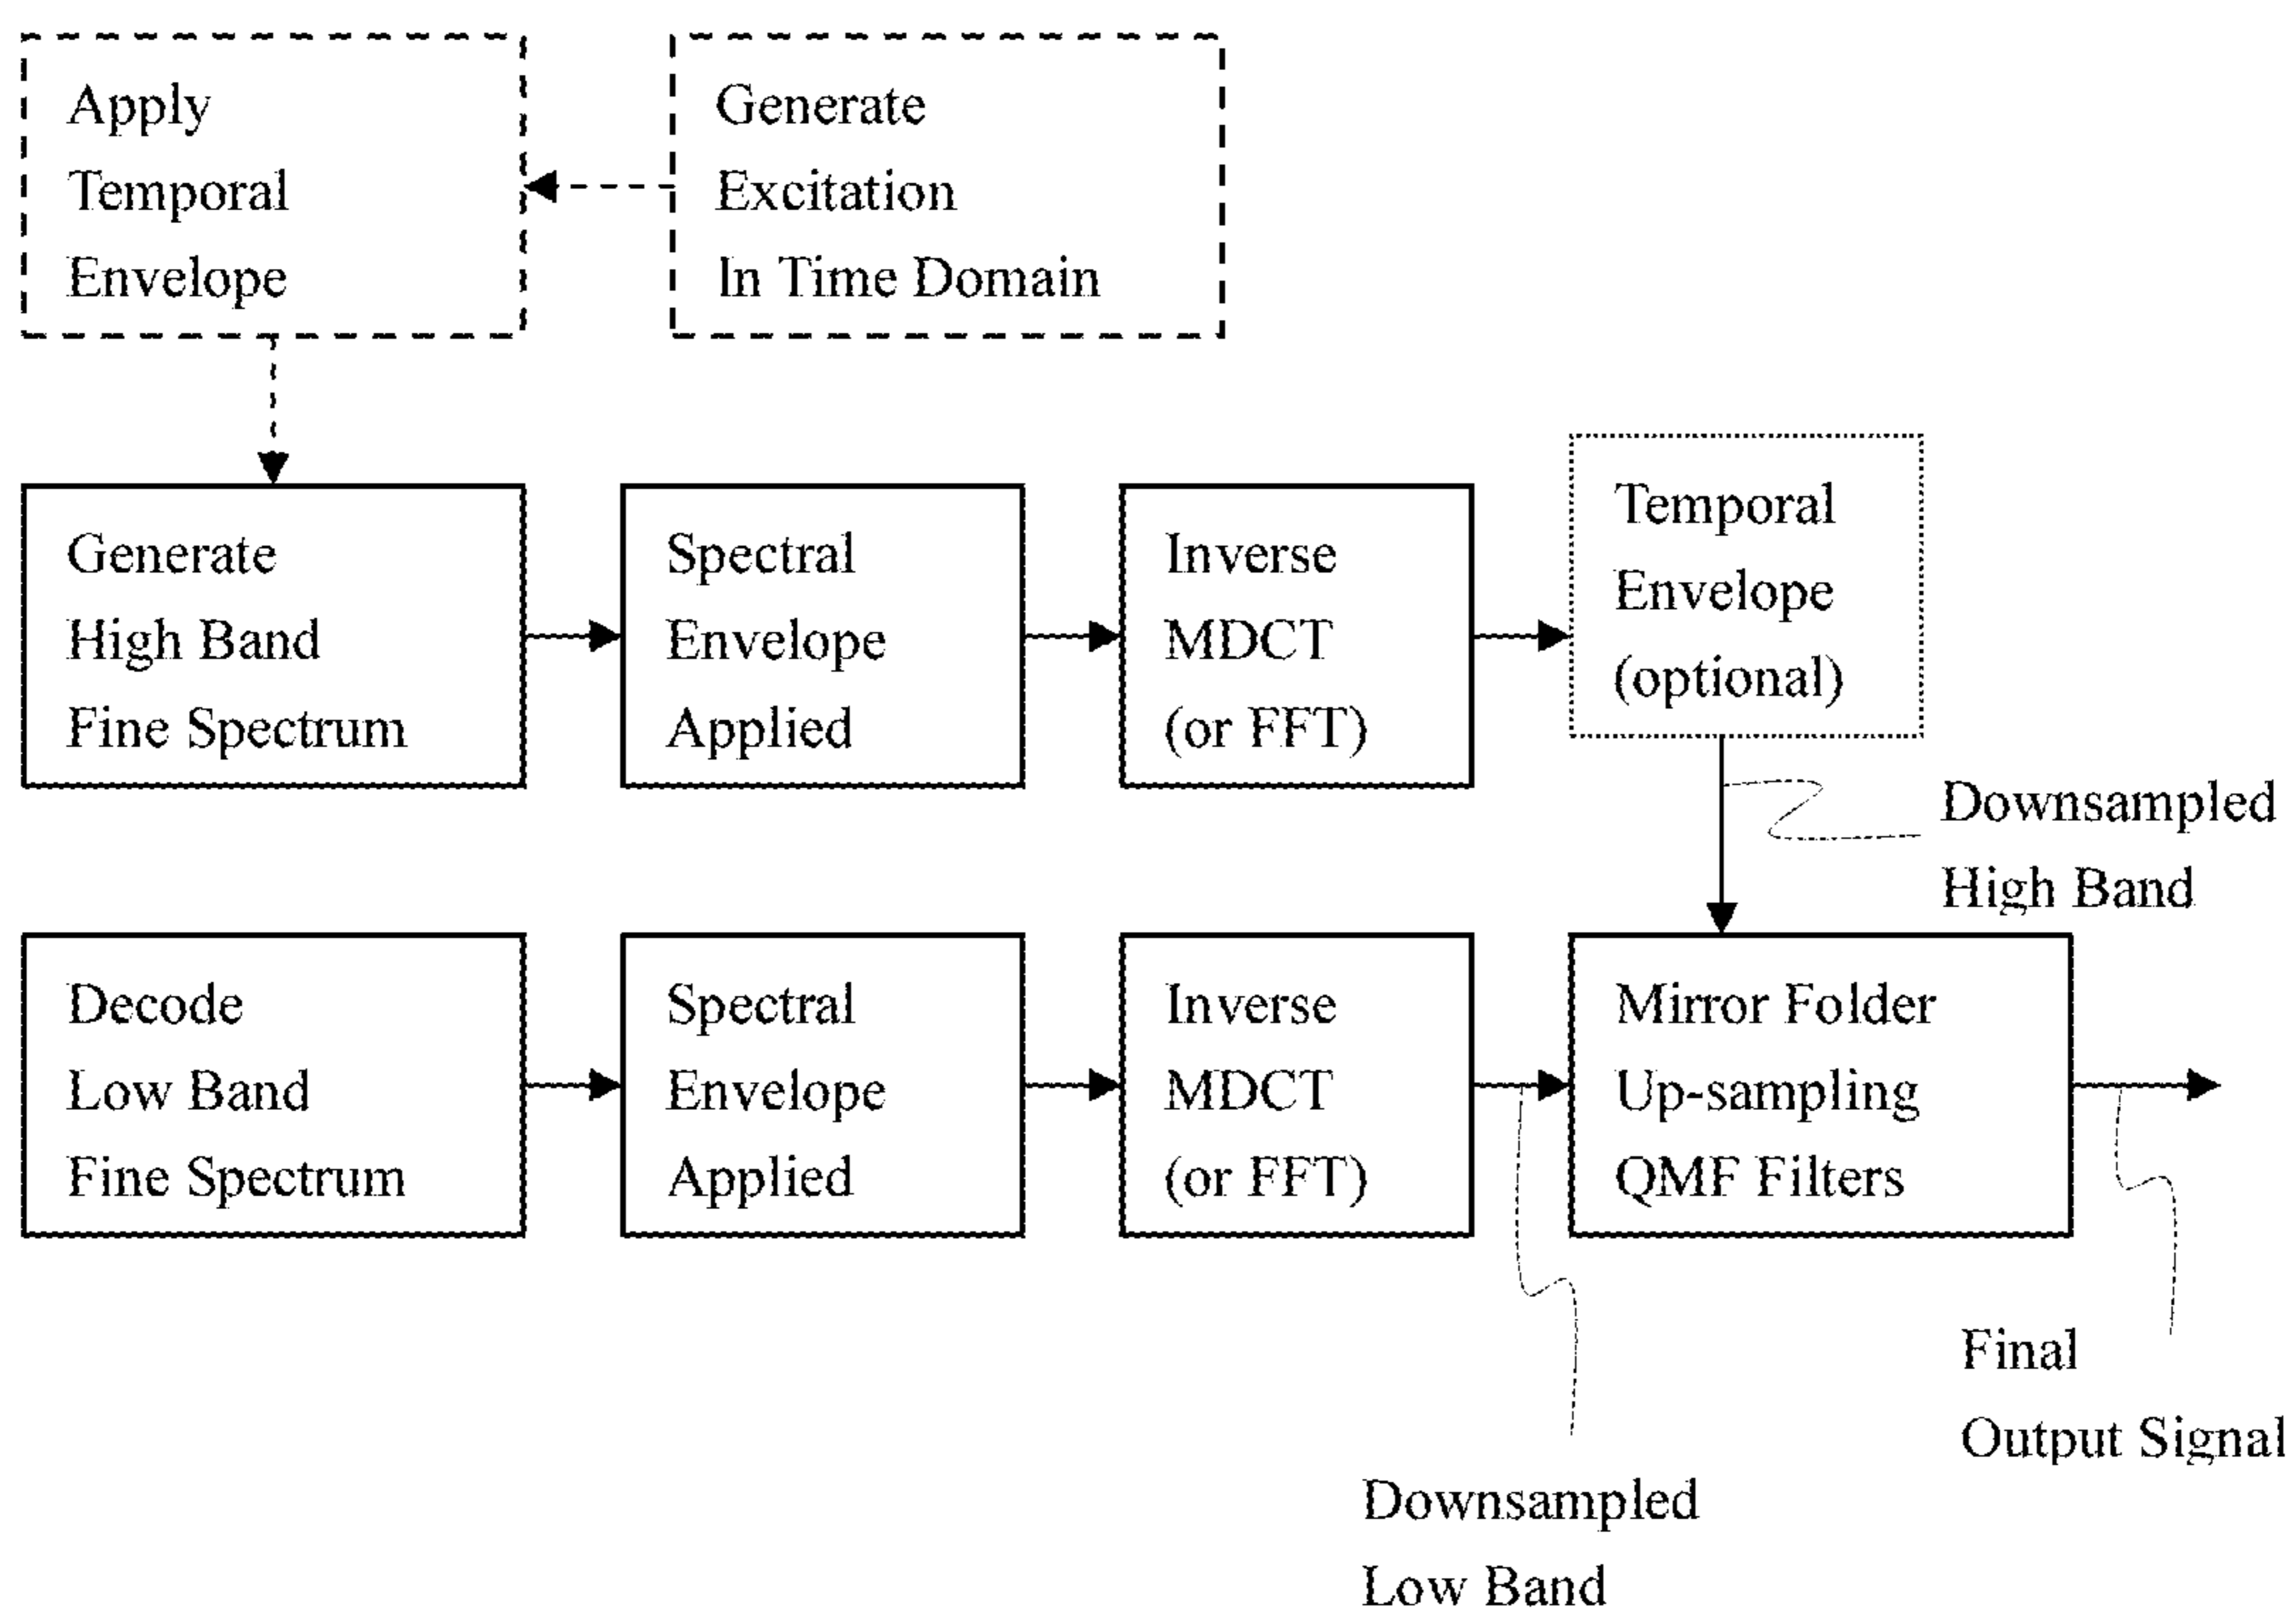 Apply
Temporal
Envelope
Generate
Excitation
In Time Domain
Generate
High Band
Fine Spectrum
Spectral
Envelope
Applied
Inverse
MDCT
(or FFT)
Temporal
Envelope
(optional)
Downsampled
High Band
Decode
Low Band
Fine Spectrum
Spectral
Envelope
Applied
Inverse
MDCT
(or FFT)
Mirror Folder
Up-sampling
QMF Filters
Final
Output Signal
Downsampled
Low Band